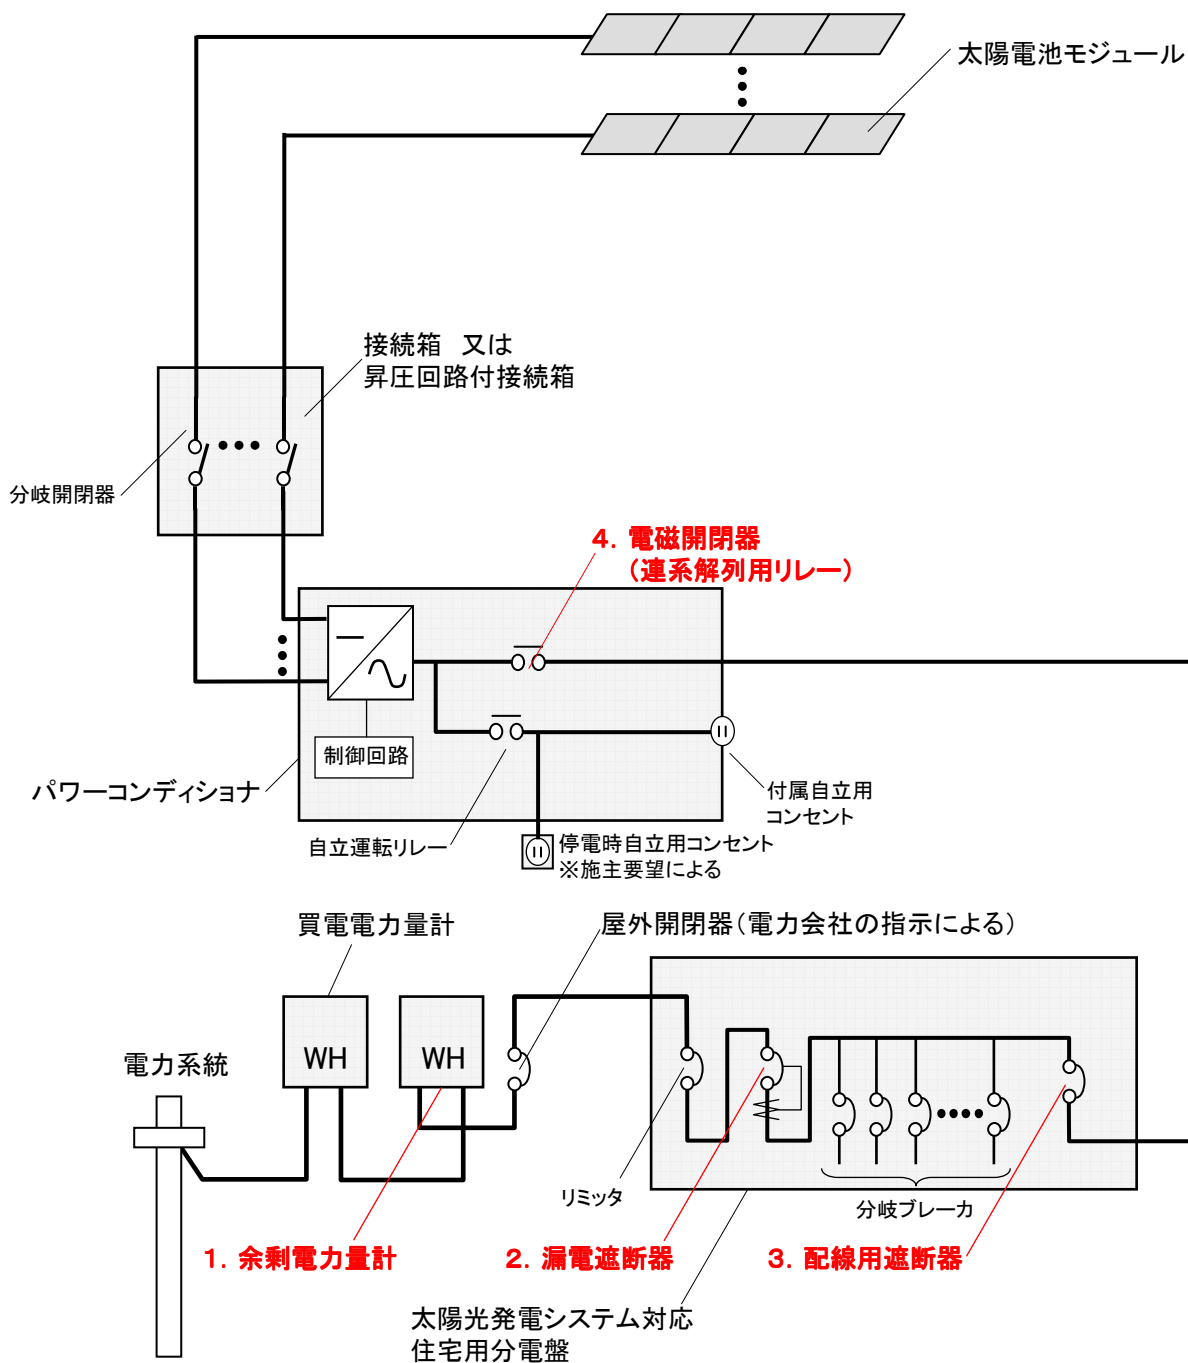 太陽電池モジュール
接続箱　又は
昇圧回路付接続箱
分岐開閉器
４．電磁開閉器
（連系解列用リレー）
制御回路
パワーコンディショナ
付属自立用
コンセント
自立運転リレー
停電時自立用コンセント
※施主要望による
買電電力量計
屋外開閉器（電力会社の指示による）
WH
WH
電力系統
リミッタ
分岐ブレーカ
１．余剰電力量計
２．漏電遮断器
３．配線用遮断器
太陽光発電システム対応
住宅用分電盤